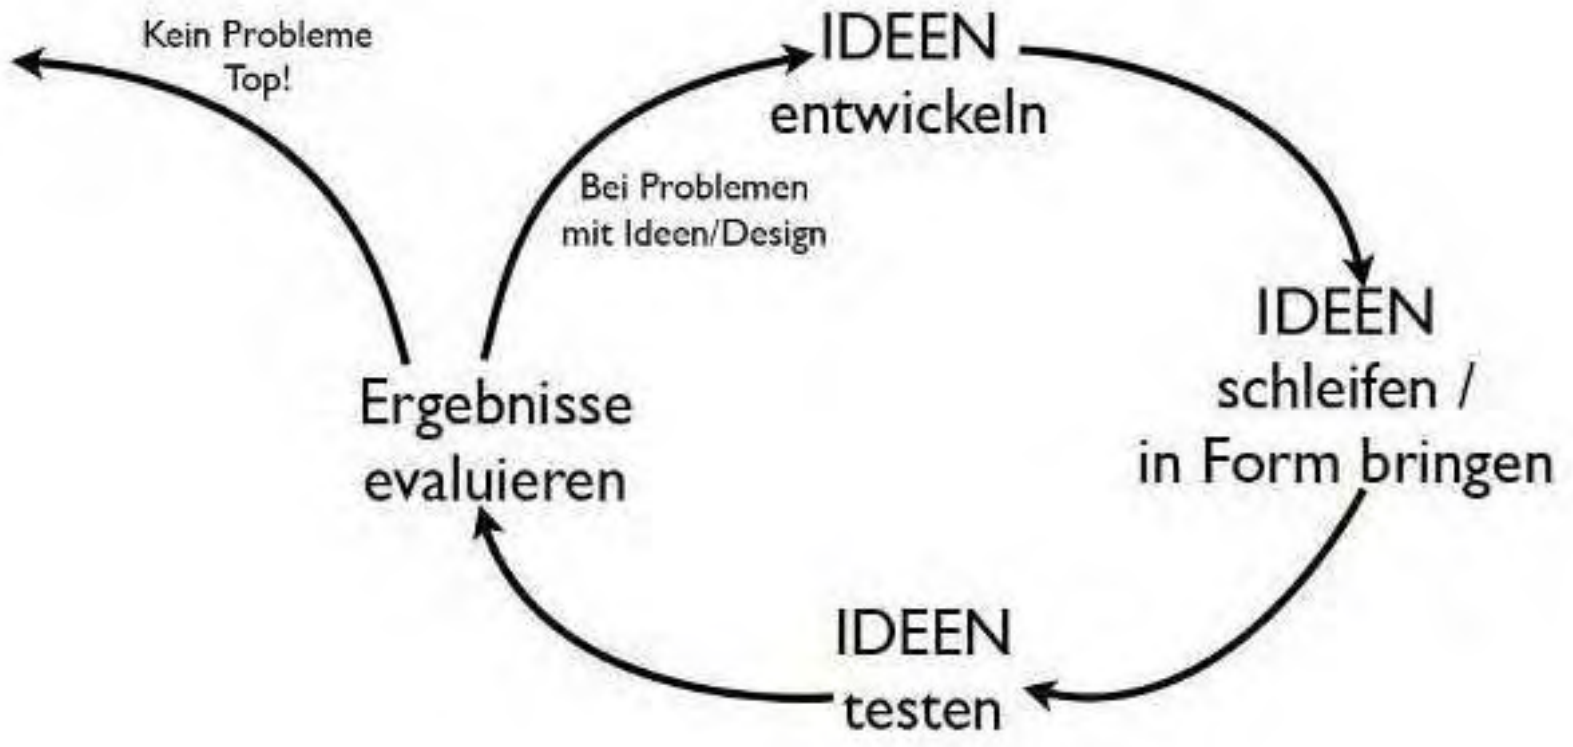 Kein Probleme
Top!
IDEEN
entwickeln
Bei Problemen
mit Ideen/Design
IDEEN
schleifen /
in Form bringen
Ergebnisse
evaluieren
IDEEN
testen